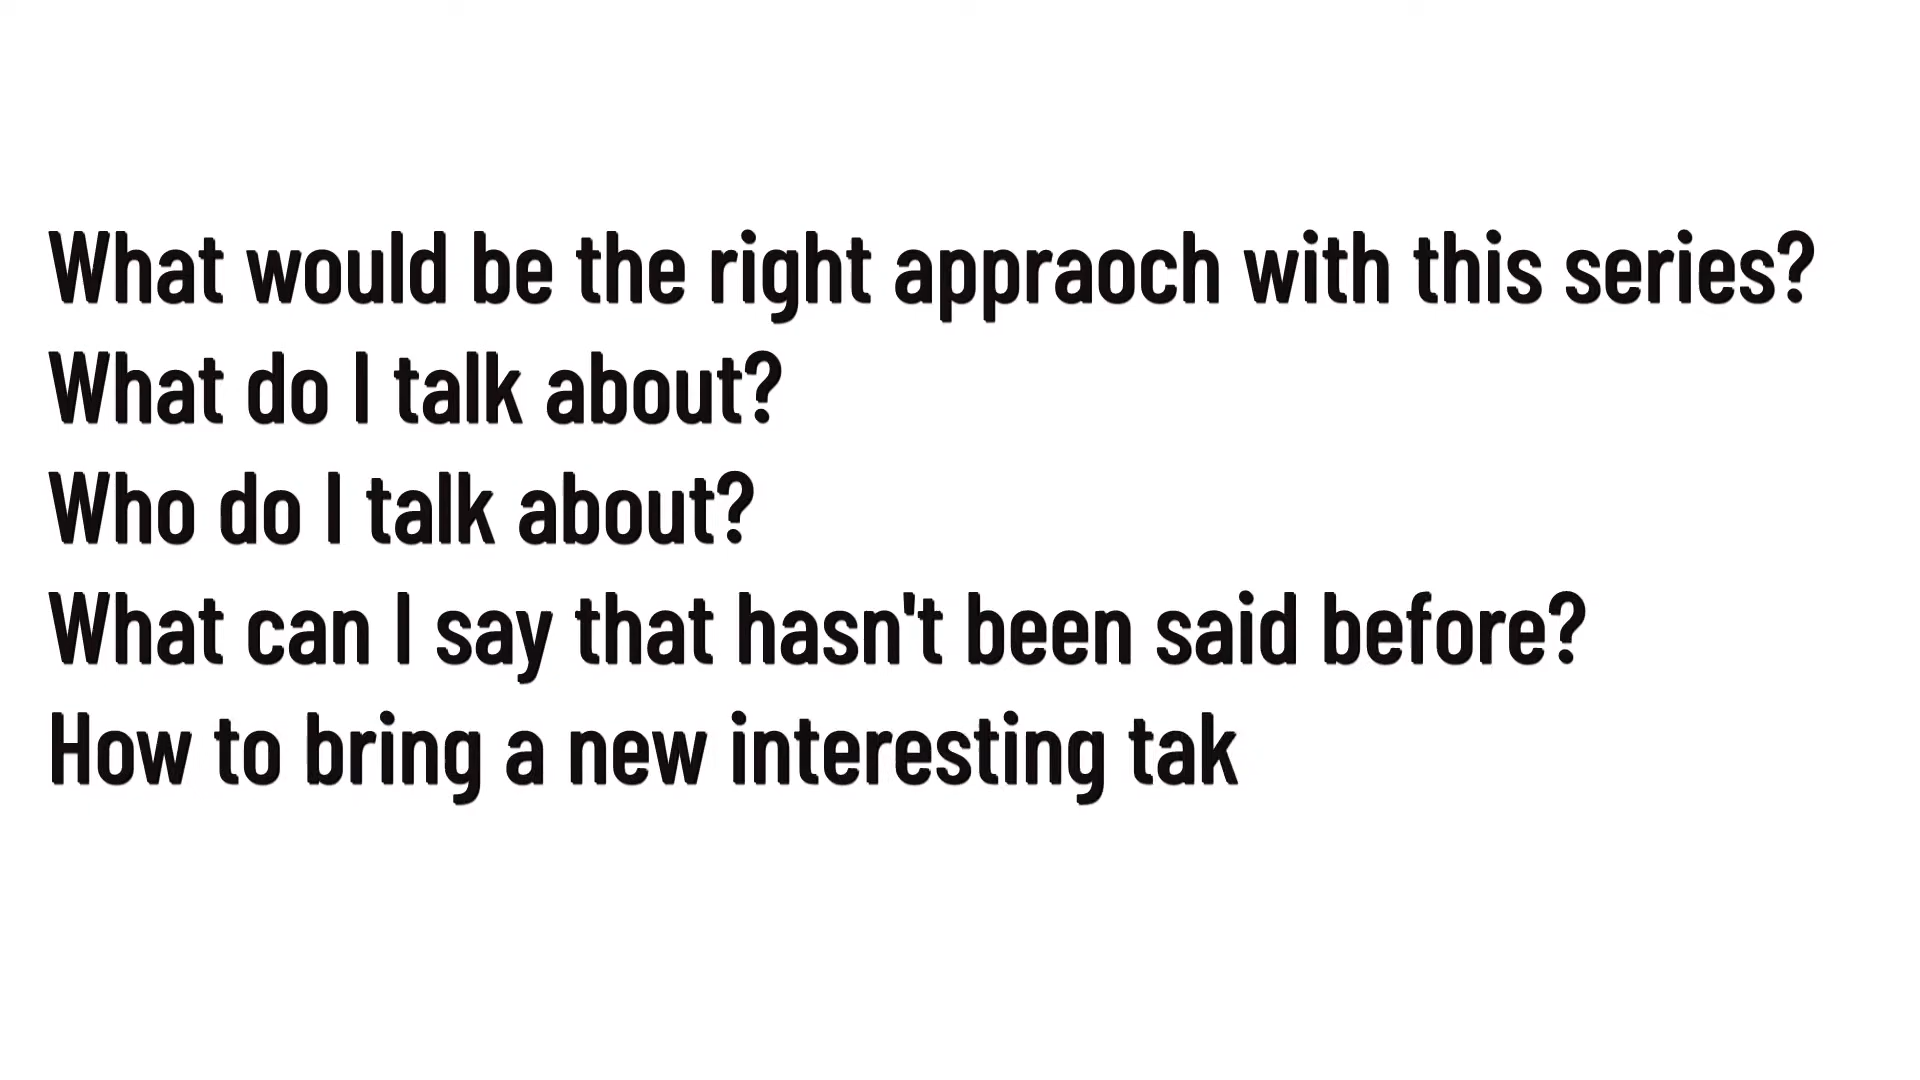 What would be the right appraoch with this series?
What do I talk about?
Who do I talk about?
What can I say that hasn't been said before?
How to bring a new interesting tak